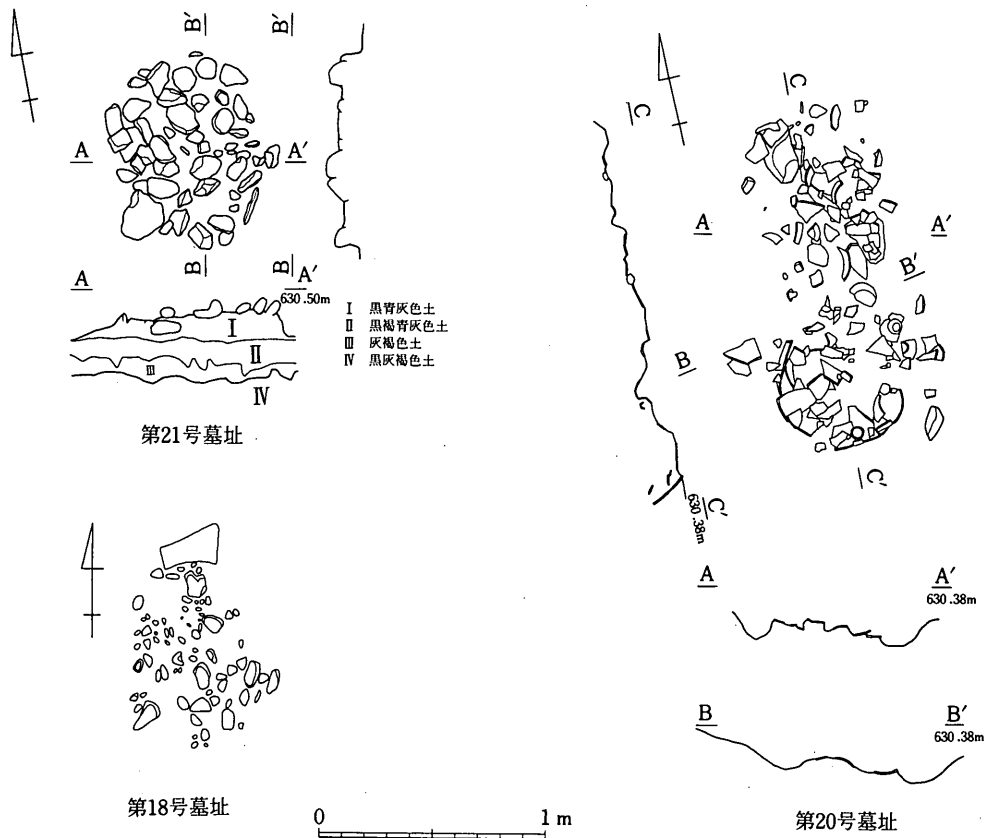 B′ B′
A A′
B B
A A′
630.50m
I
II
III
IV
I 黒青灰色土
II 黒褐青灰色土
III 灰褐色土
IV 黒灰褐色土
第21号墓址
第18号墓址
0 1m
C C
A A′
B B′
C′
C′
630.38m
A A′
630.38m
B B′
630.38m
第20号墓址